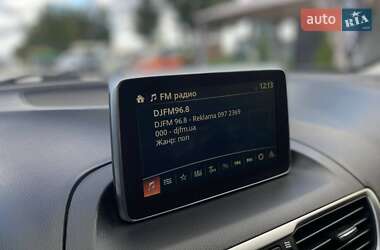 auto RIA
FM радио 12:13
DJFM96.8
DJFM 96.8 - Reklama 097 2369
000 - djfm.ua
Жанр: поп